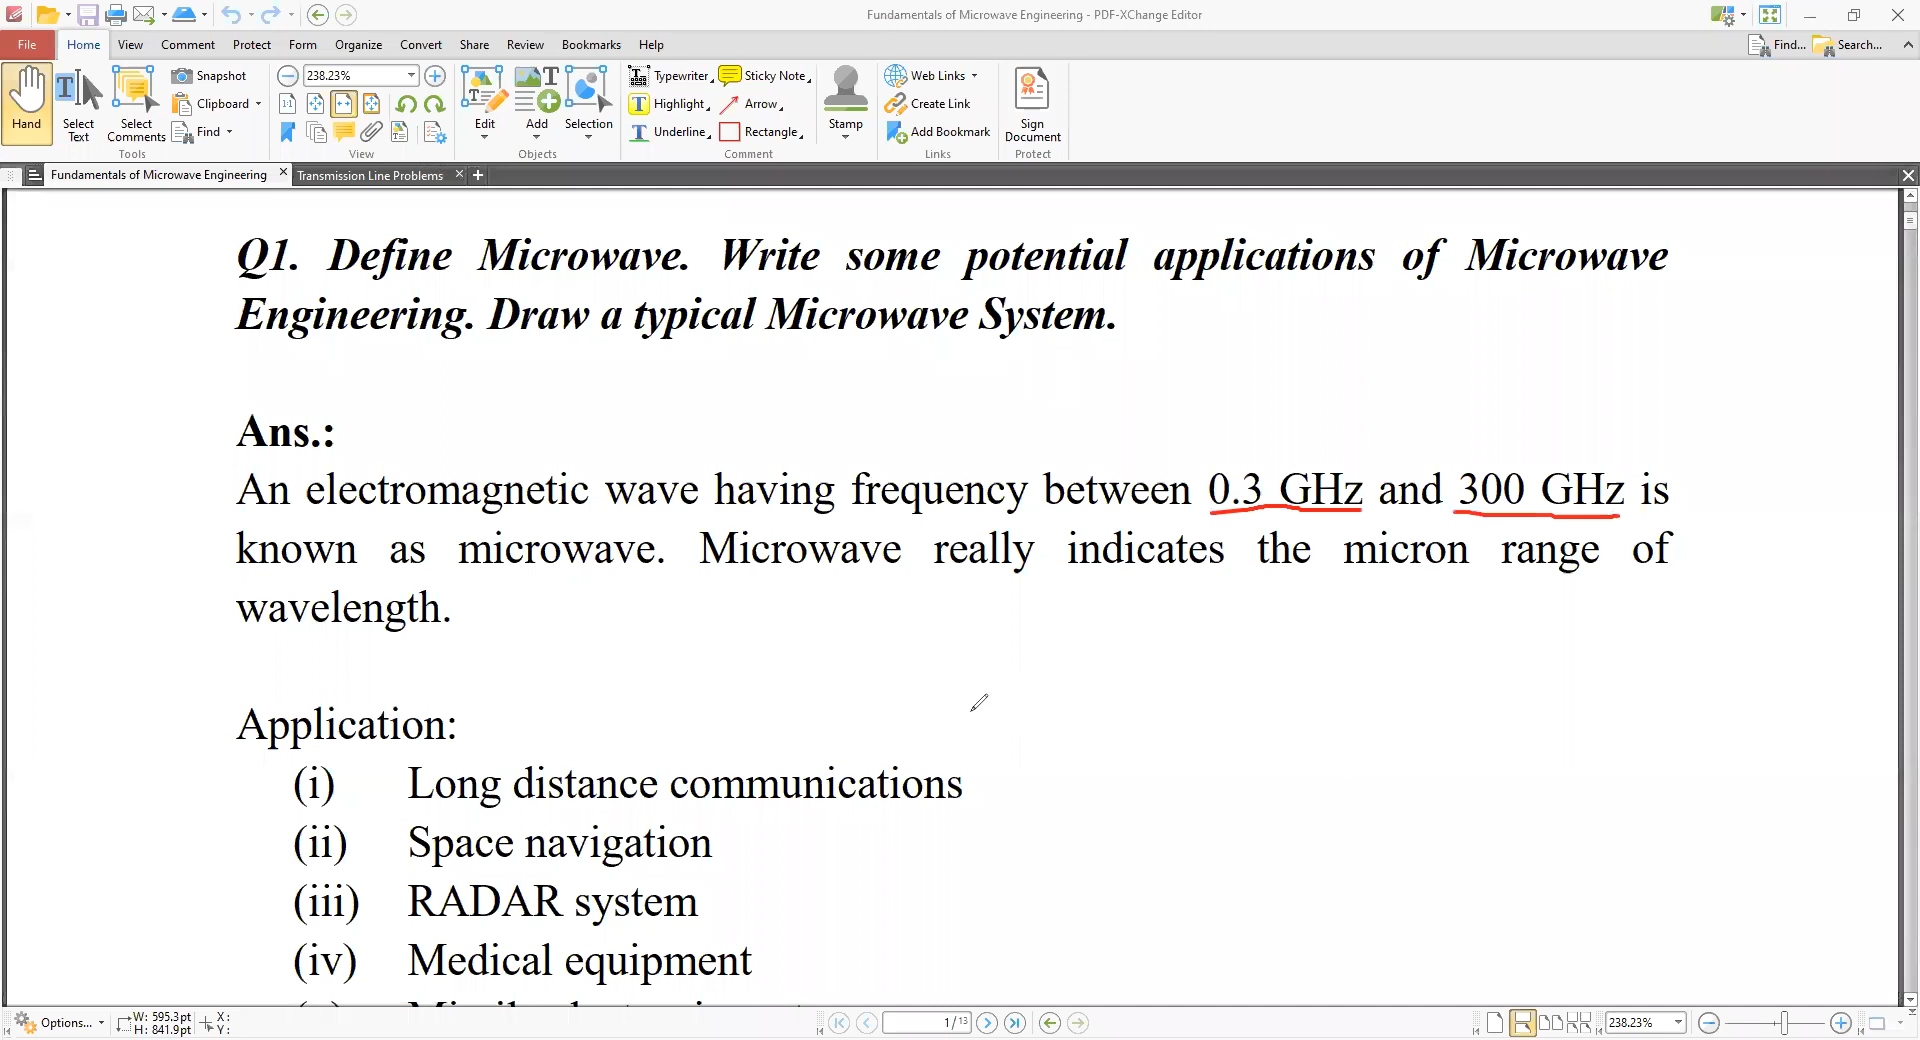 Fundamentals of Microwave Engineering - PDF-XChange Editor
File Home View Comment Protect Form Organize Convert Share Review Bookmarks Help Find... Search...
Hand
Select Text
Select Comments
Tools
Snapshot
Clipboard
Find
238.23%
View
Edit
Add
Selection
Objects
Typewriter
Highlight
Underline
Sticky Note
Arrow
Rectangle
Stamp
Comment
Web Links
Create Link
Add Bookmark
Links
Sign Document
Protect
Fundamentals of Microwave Engineering Transmission Line Problems
Q1. Define Microwave. Write some potential applications of Microwave
Engineering. Draw a typical Microwave System.
Ans.:
An electromagnetic wave having frequency between 0.3 GHz and 300 GHz is
known as microwave. Microwave really indicates the micron range of
wavelength.
Application:
(i) Long distance communications
(ii) Space navigation
(iii) RADAR system
(iv) Medical equipment
Options... W: 595.3pt X: 1/13 238.23%
H: 841.9pt Y: